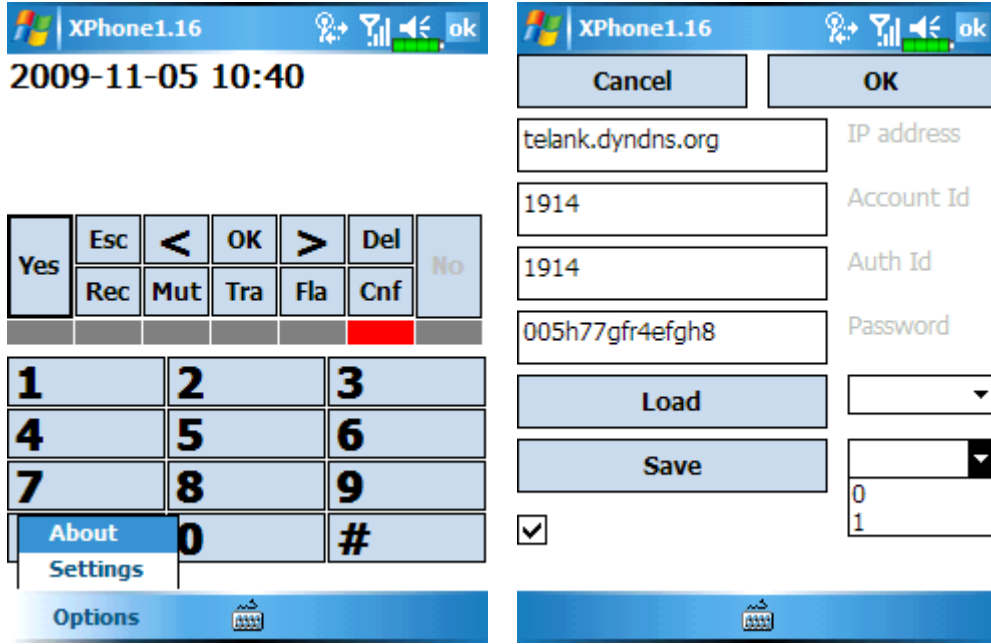 XPhone1.16 ok
2009-11-05 10:40
Yes Esc < OK > Del No
Rec Mut Tra Fla Cnf
1 2 3
4 5 6
7 8 9
0 #
About
Settings
Options
XPhone1.16 ok
Cancel OK
telank.dyndns.org IP address
1914 Account Id
1914 Auth Id
005h77gfr4efgh8 Password
Load
Save
0
1